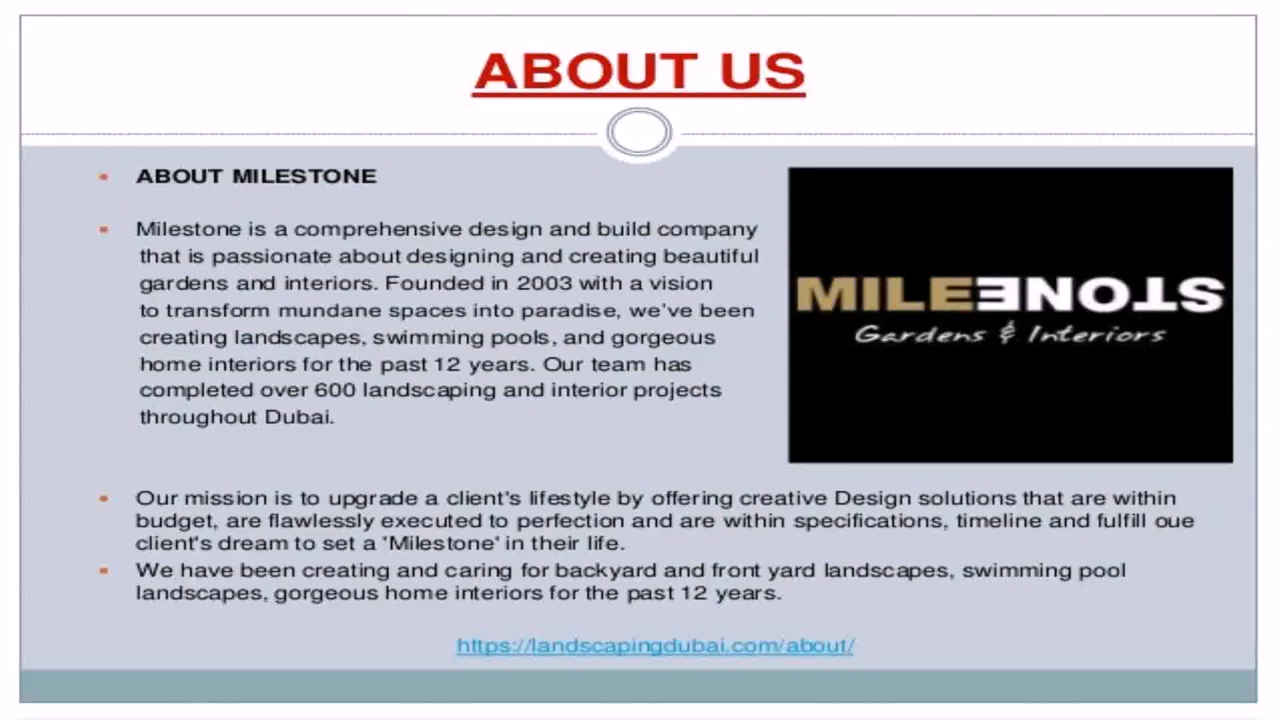 ABOUT US
ABOUT MILESTONE
Milestone is a comprehensive design and build company
that is passionate about designing and creating beautiful
gardens and interiors. Founded in 2003 with a vision
to transform mundane spaces into paradise, we've been
creating landscapes, swimming pools, and gorgeous
home interiors for the past 12 years. Our team has
completed over 600 landscaping and interior projects
throughout Dubai.
MILEENOTS
Gardens & Interiors
Our mission is to upgrade a client's lifestyle by offering creative Design solutions that are within
budget, are flawlessly executed to perfection and are within specifications, timeline and fulfill oue
client's dream to set a 'Milestone' in their life.
We have been creating and caring for backyard and front yard landscapes, swimming pool
landscapes, gorgeous home interiors for the past 12 years.
https://landscapingdubai.com/about/